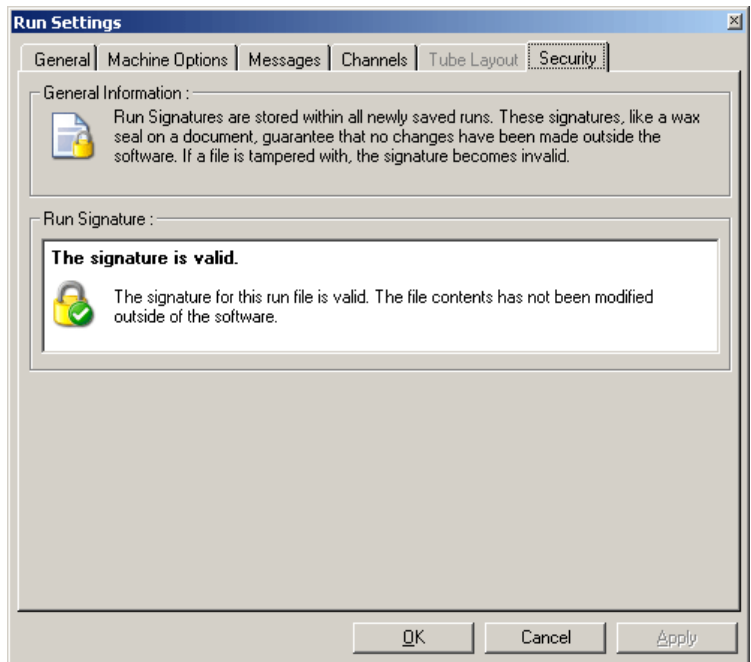 Run Settings
General Machine Options Messages Channels Tube Layout Security
General Information :
Run Signatures are stored within all newly saved runs. These signatures, like a wax
seal on a document, guarantee that no changes have been made outside the
software. If a file is tampered with, the signature becomes invalid.
Run Signature :
The signature is valid.
The signature for this run file is valid. The file contents has not been modified
outside of the software.
OK Cancel Apply